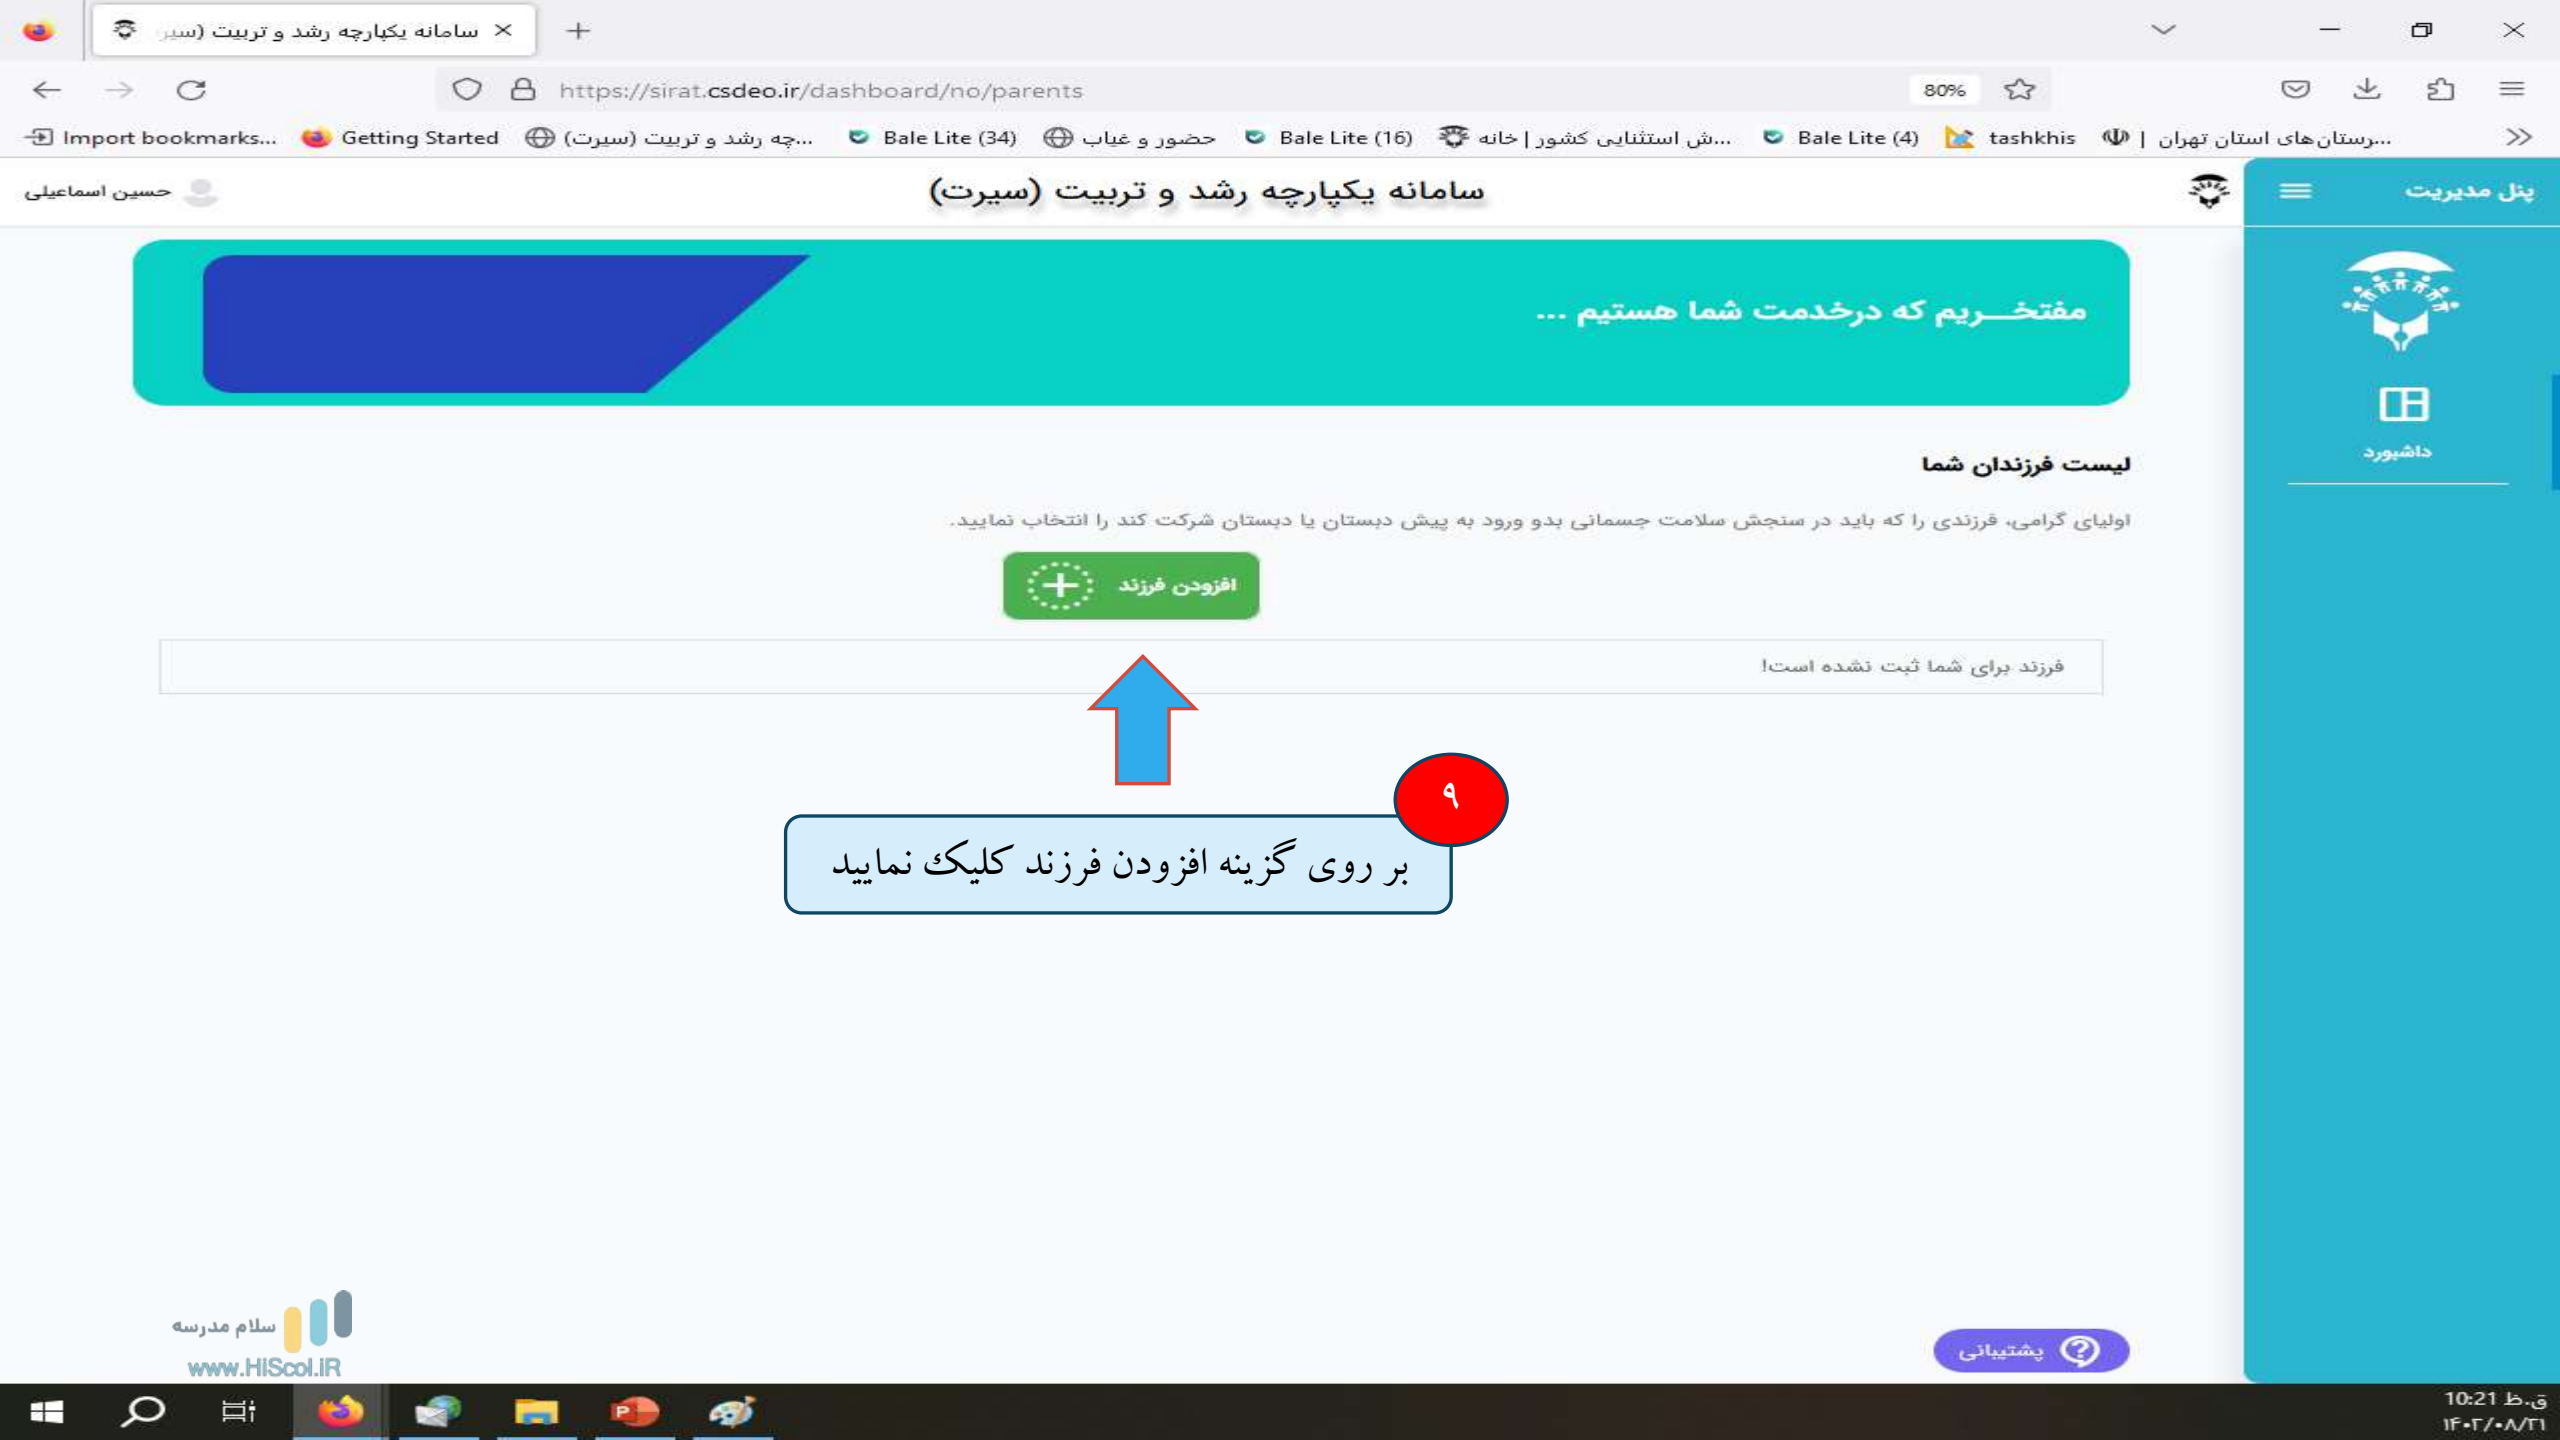 سامانه یکپارچه رشد و تربیت (سیر
https://sirat.csdeo.ir/dashboard/no/parents
80%
Import bookmarks...
Getting Started
چه رشد و تربیت (سیرت)...
Bale Lite (34)
حضور و غیاب
Bale Lite (16)
ش استثنایی کشور | خانه...
Bale Lite (4)
tashkhis
رستان‌های استان تهران |...
پنل مدیریت
سامانه یکپارچه رشد و تربیت (سیرت)
حسین اسماعیلی
مفتخـــریم که درخدمت شما هستیم ...
داشبورد
لیست فرزندان شما
اولیای گرامی، فرزندی را که باید در سنجش سلامت جسمانی بدو ورود به پیش دبستان یا دبستان شرکت کند را انتخاب نمایید.
افزودن فرزند
فرزند برای شما ثبت نشده است!
۹
بر روی گزینه افزودن فرزند کلیک نمایید
سلام مدرسه
www.HiScol.iR
پشتیبانی
10:21 ق.ظ
۱۴۰۲/۰۸/۲۱